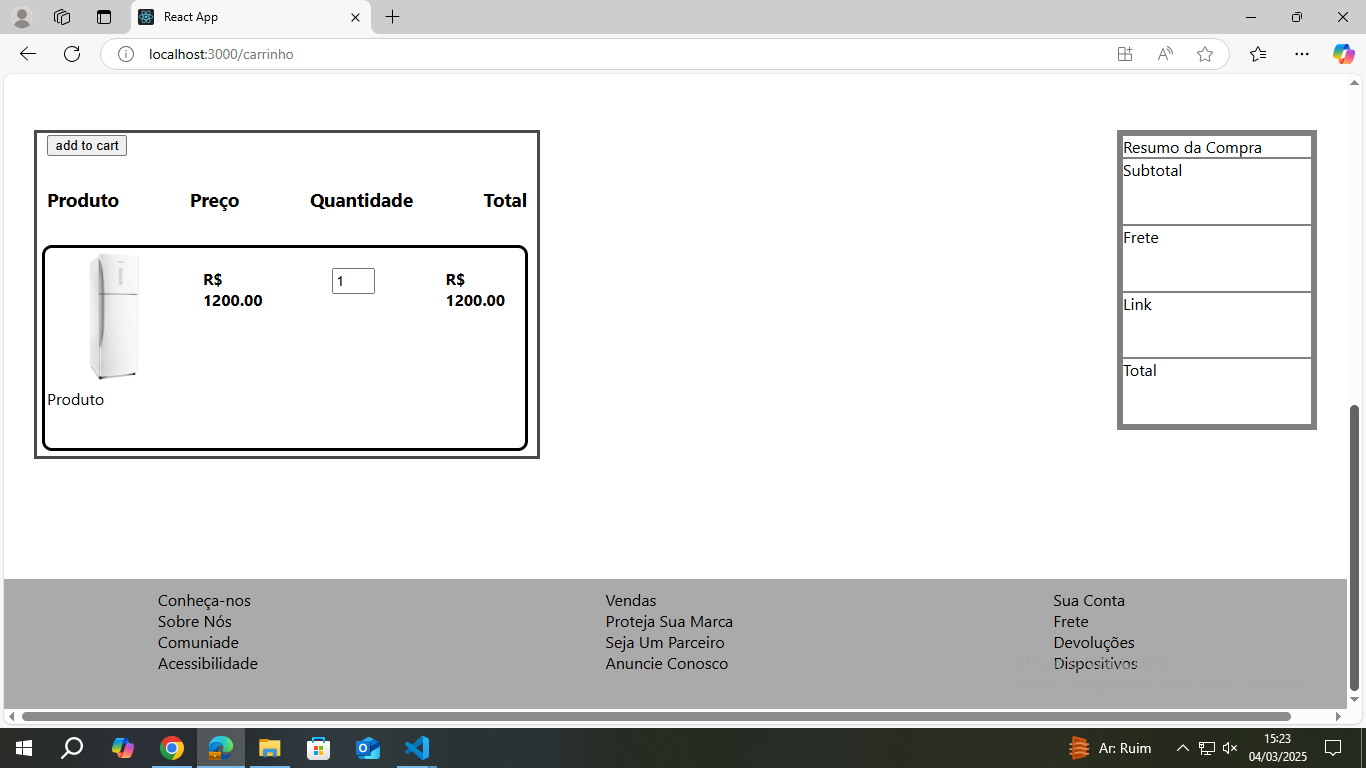 React App
localhost:3000/carrinho
add to cart
Produto Preço Quantidade Total
R$ 1 R$
1200.00 1200.00
Produto
Resumo da Compra
Subtotal
Frete
Link
Total
Conheça-nos
Sobre Nós
Comuniade
Acessibilidade
Vendas
Proteja Sua Marca
Seja Um Parceiro
Anuncie Conosco
Sua Conta
Frete
Devoluções
Dispositivos
Ar: Ruim
15:23
04/03/2025